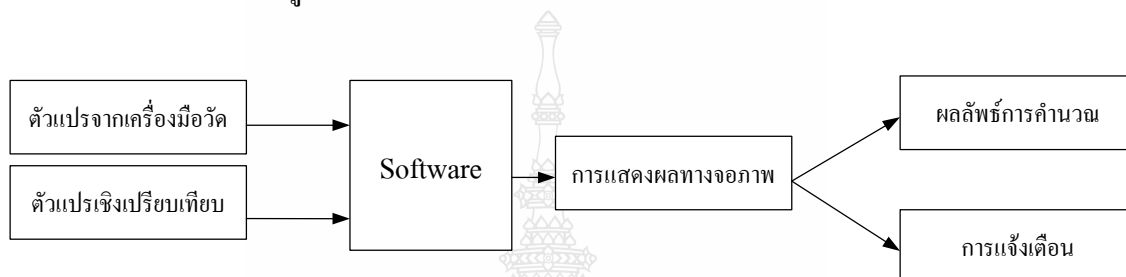 ตัวแปรจากเครื่องมือวัด
ตัวแปรเชิงเปรียบเทียบ
Software
การแสดงผลทางจอภาพ
ผลลัพธ์การคำนวณ
การแจ้งเตือน